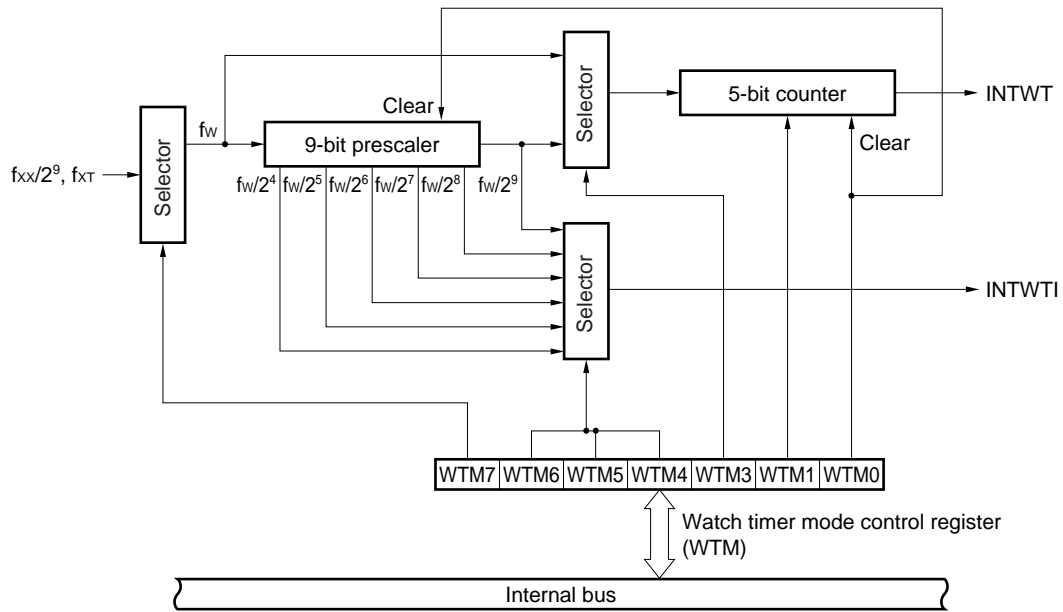 Clear
5-bit counter
INTWT
Selector
fW
9-bit prescaler
Selector
Clear
fXX/2⁹, fXT
fW/2⁴ fW/2⁵ fW/2⁶ fW/2⁷ fW/2⁸ fW/2⁹
Selector
INTWTI
WTM7 WTM6 WTM5 WTM4 WTM3 WTM1 WTM0
Watch timer mode control register
(WTM)
Internal bus